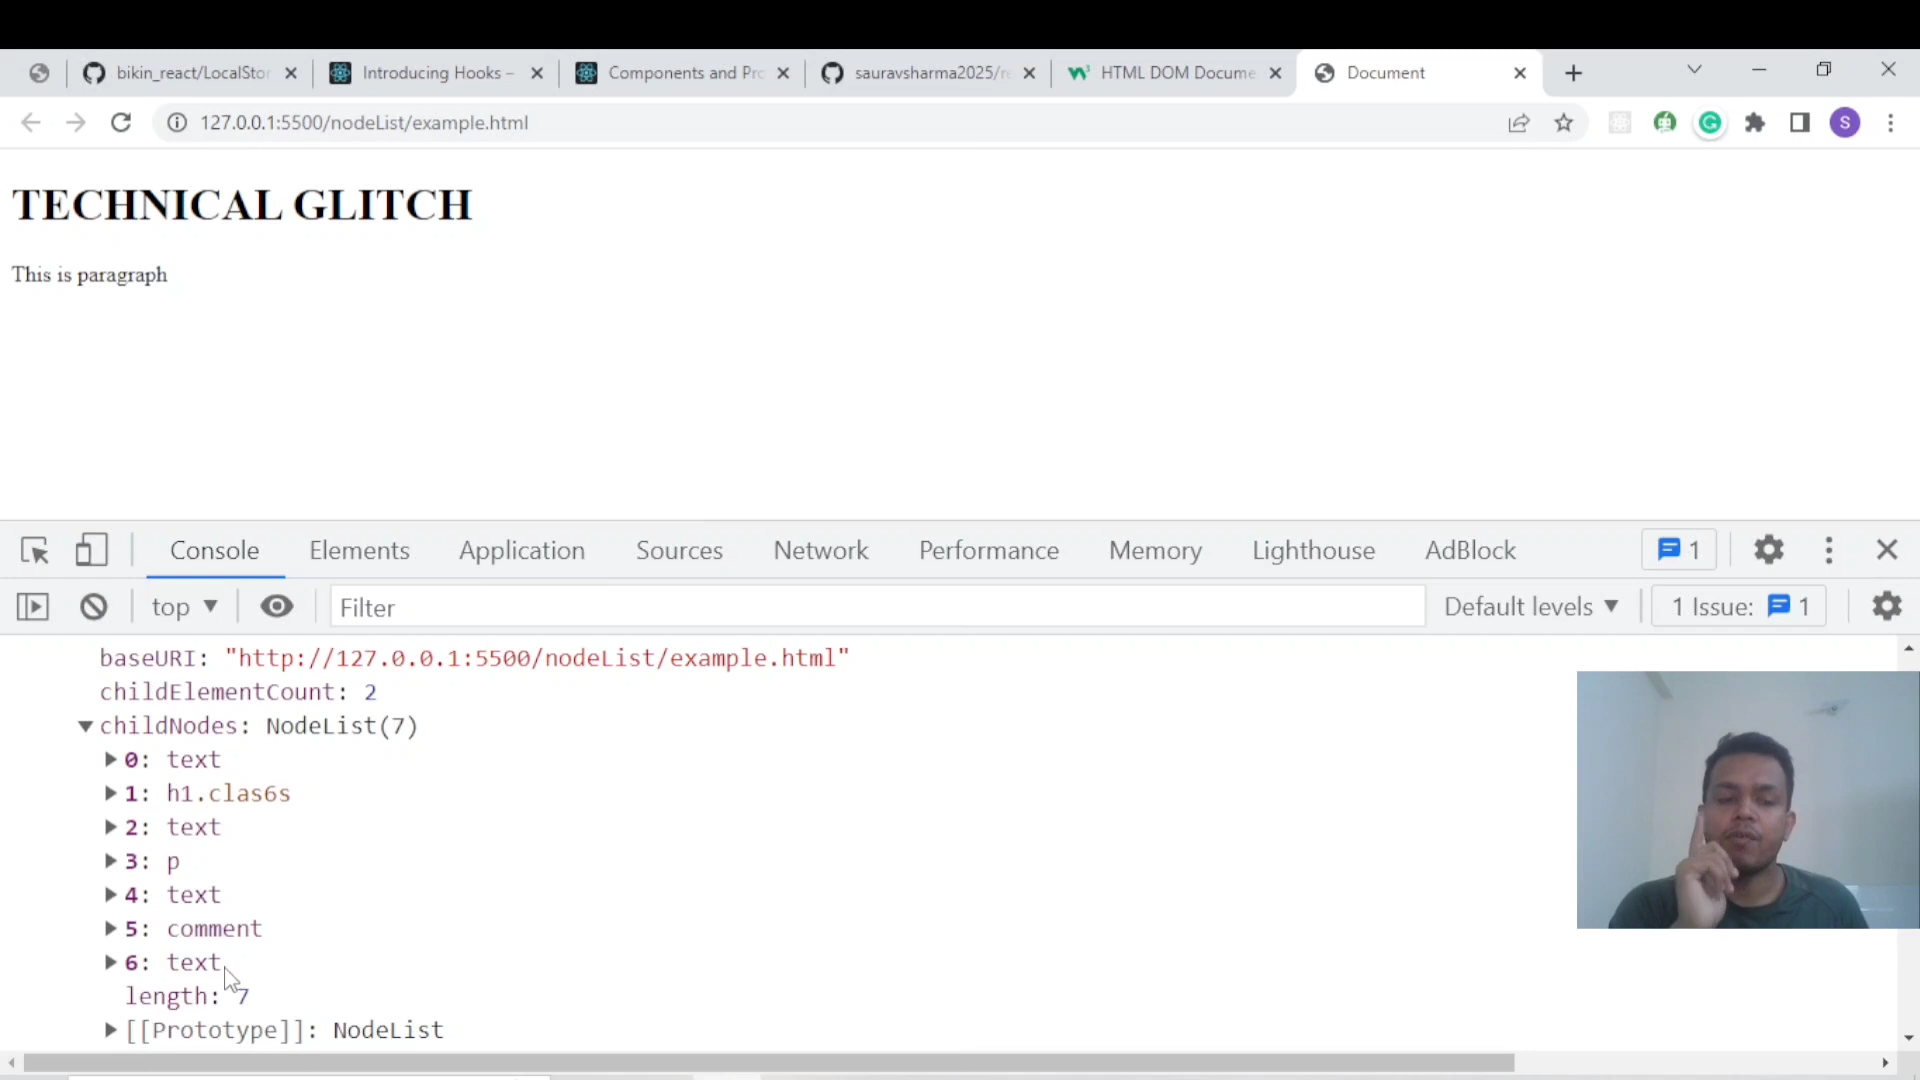 bikin_react/LocalStor
Introducing Hooks –
Components and Pro
sauravsharma2025/re
HTML DOM Docume
Document
127.0.0.1:5500/nodeList/example.html
S
TECHNICAL GLITCH
This is paragraph
Console Elements Application Sources Network Performance Memory Lighthouse AdBlock 1
top Filter Default levels 1 Issue: 1
baseURI: "http://127.0.0.1:5500/nodeList/example.html"
childElementCount: 2
childNodes: NodeList(7)
0: text
1: h1.clas6s
2: text
3: p
4: text
5: comment
6: text
length: 7
[[Prototype]]: NodeList